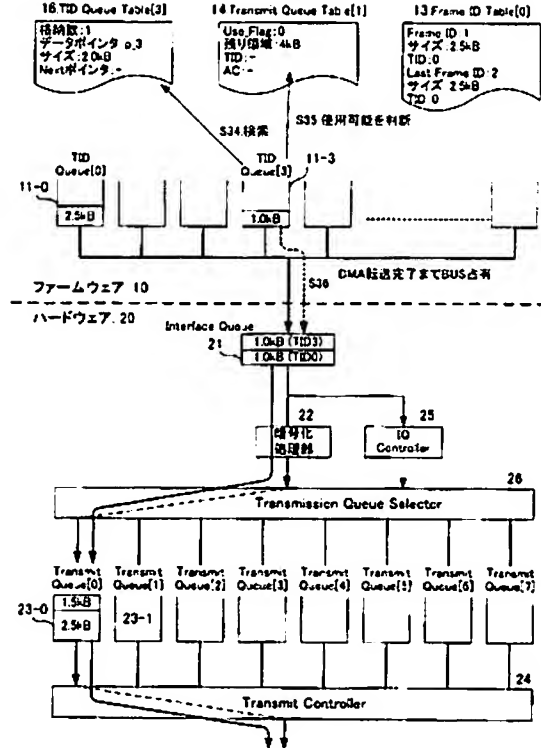 16.TID Queue Table[3]
格納数:1
データポインタ:p_3
サイズ:2.0kB
Nextポインタ:-
14 Transmit Queue Table[1]
Use_Flag:0
残り領域:4kB
TID:-
AC:-
13 Frame ID Table[0]
Frame ID:1
サイズ:2.5kB
TID:0
Last Frame ID:2
サイズ 2.5kB
TID:0
S34.検索
S35 使用可能を判断
TID
Queue[0]
TID
Queue[3]
11-3
11-0
2.5kB
1.0kB
S36
DMA転送完了までBUS占有
ファームウェア 10
ハードウェア.20
Interface Queue
21
1.0kB (TID3)
1.0kB (TID0)
22
25
暗号化
処理部
IQ
Controller
26
Transmission Queue Selector
Transmit
Queue[0]
Transmit
Queue[1]
Transmit
Queue[2]
Transmit
Queue[3]
Transmit
Queue[4]
Transmit
Queue[5]
Transmit
Queue[6]
Transmit
Queue[7]
23-0
1.5kB
2.5kB
23-1
24
Transmit Controller